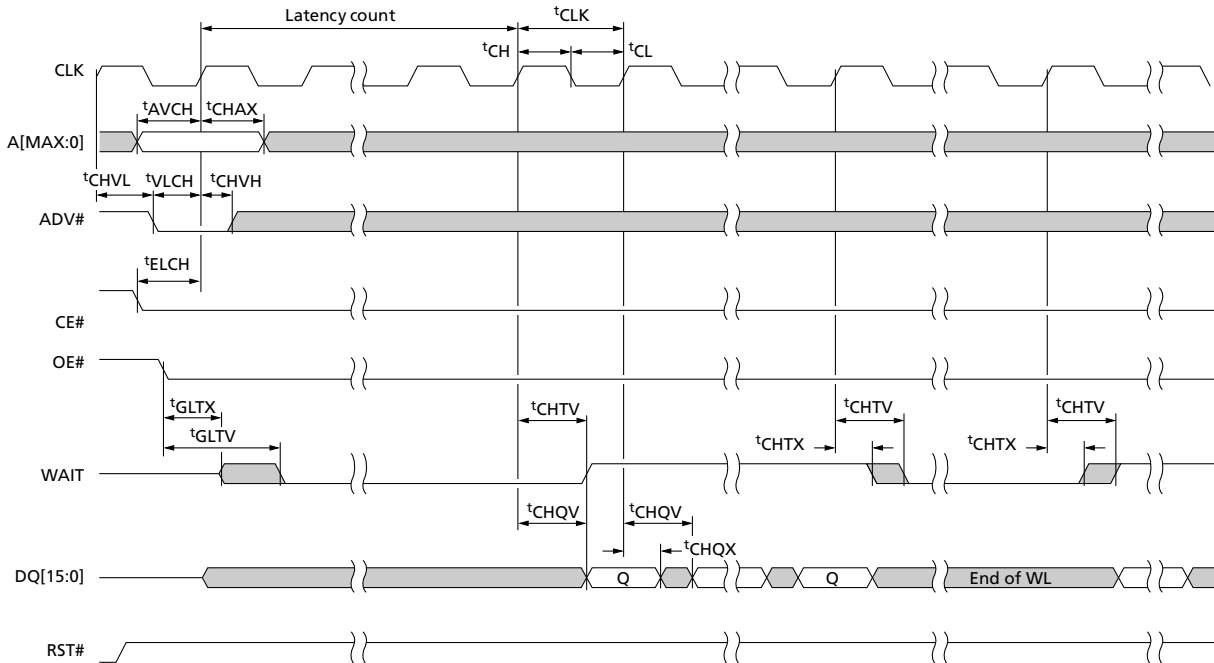 Latency count
tCLK
tCH
tCL
CLK
tAVCH
tCHAX
A[MAX:0]
tCHVL
tVLCH
tCHVH
ADV#
tELCH
CE#
OE#
tGLTX
tCHTV
tCHTV
tCHTV
tGLTV
tCHTX
tCHTX
WAIT
tCHQV
tCHQV
tCHQX
DQ[15:0]
Q
Q
End of WL
RST#